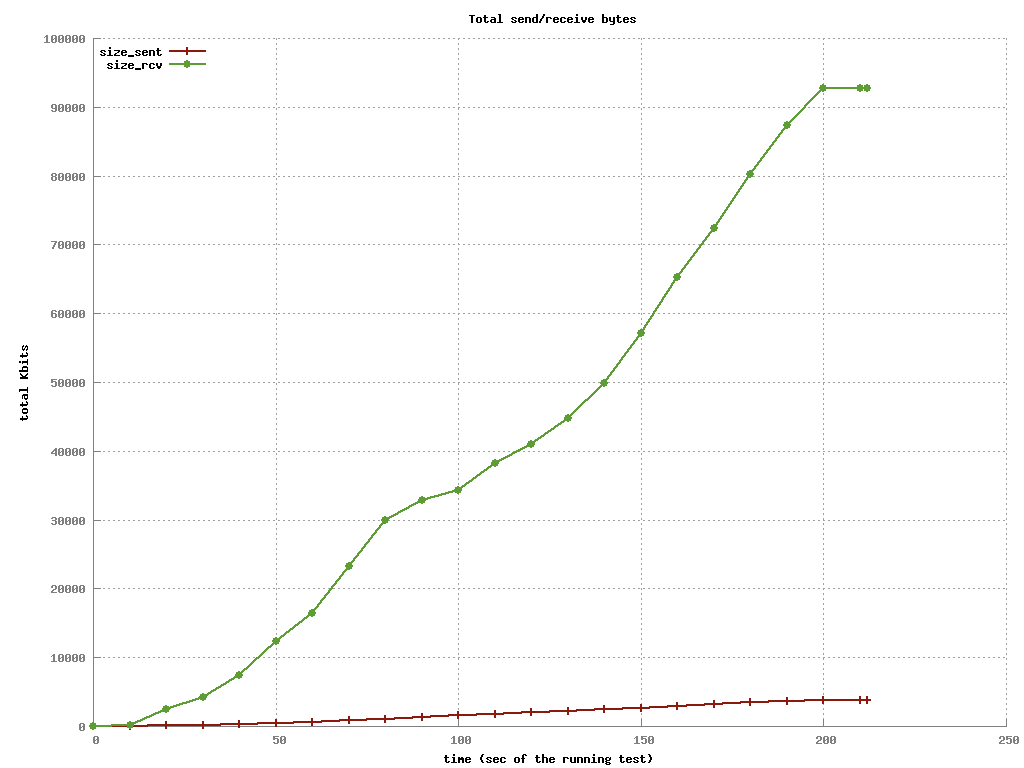 Total send/receive bytes
100000
size_sent
size_rcv
90000
80000
70000
60000
50000
total Kbits
40000
30000
20000
10000
0
0 50 100 150 200 250
time (sec of the running test)